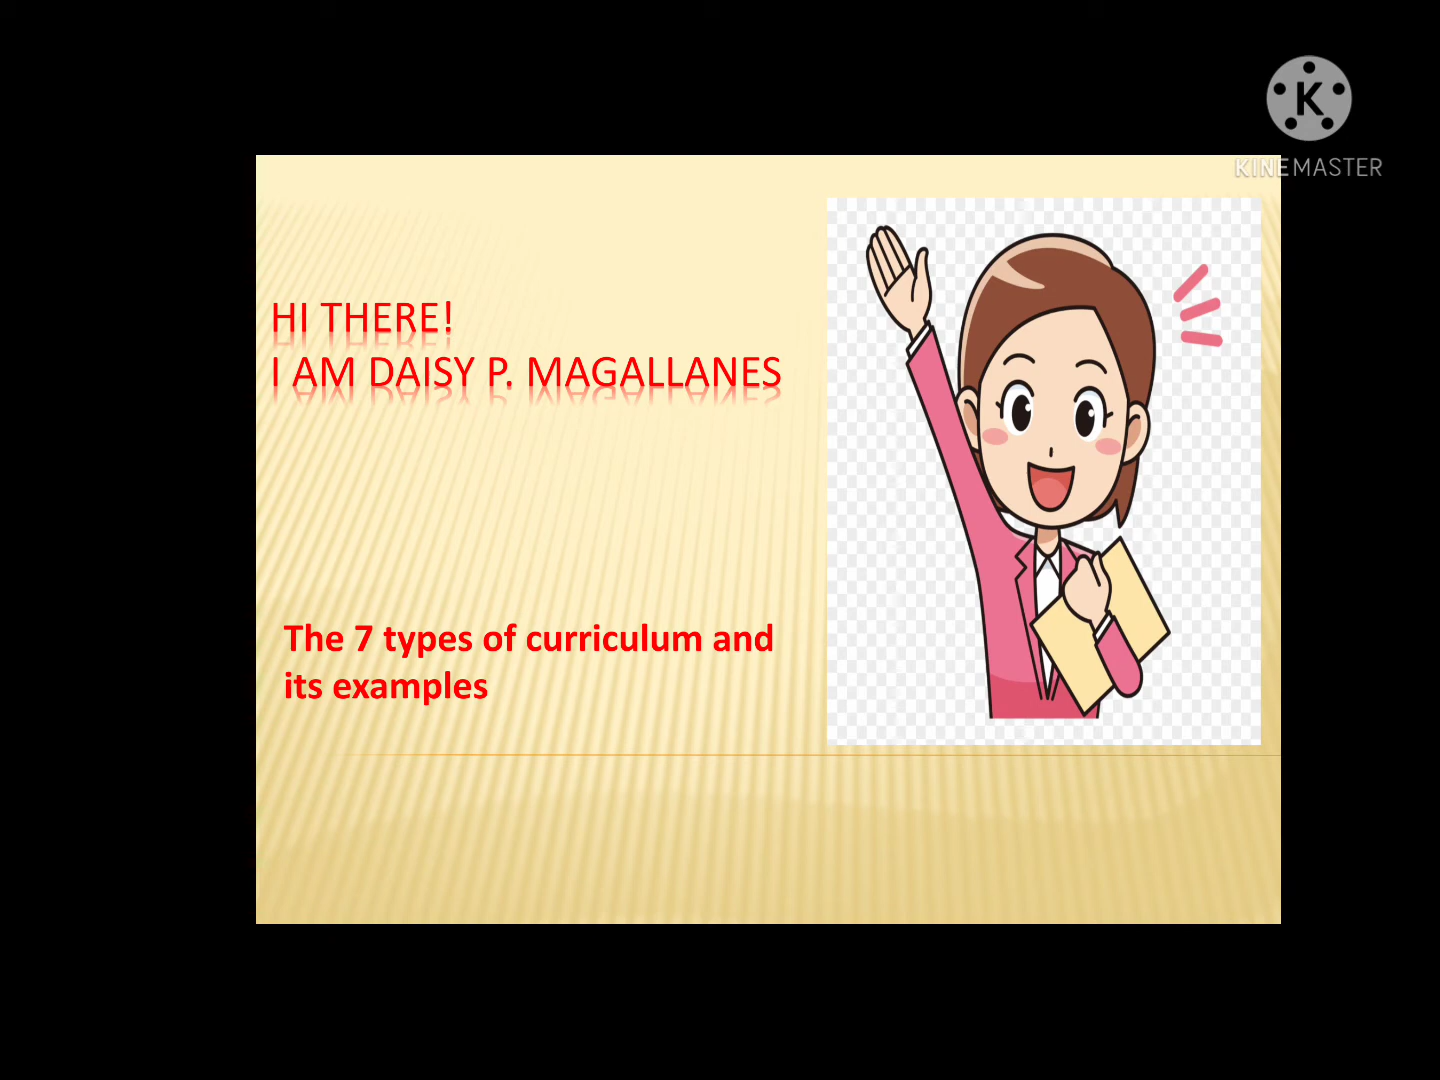 K
KINEMASTER
HI THERE!
I AM DAISY P. MAGALLANES
The 7 types of curriculum and
its examples